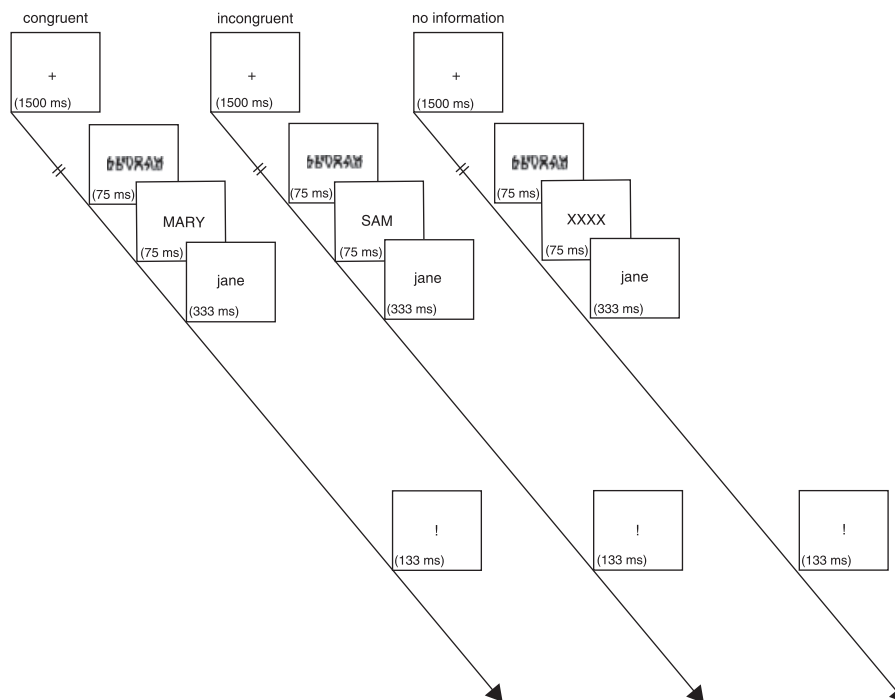 congruent
incongruent
no information
+
(1500 ms)
+
(1500 ms)
+
(1500 ms)
(75 ms)
(75 ms)
(75 ms)
MARY
(75 ms)
SAM
(75 ms)
XXXX
(75 ms)
jane
(333 ms)
jane
(333 ms)
jane
(333 ms)
!
(133 ms)
!
(133 ms)
!
(133 ms)